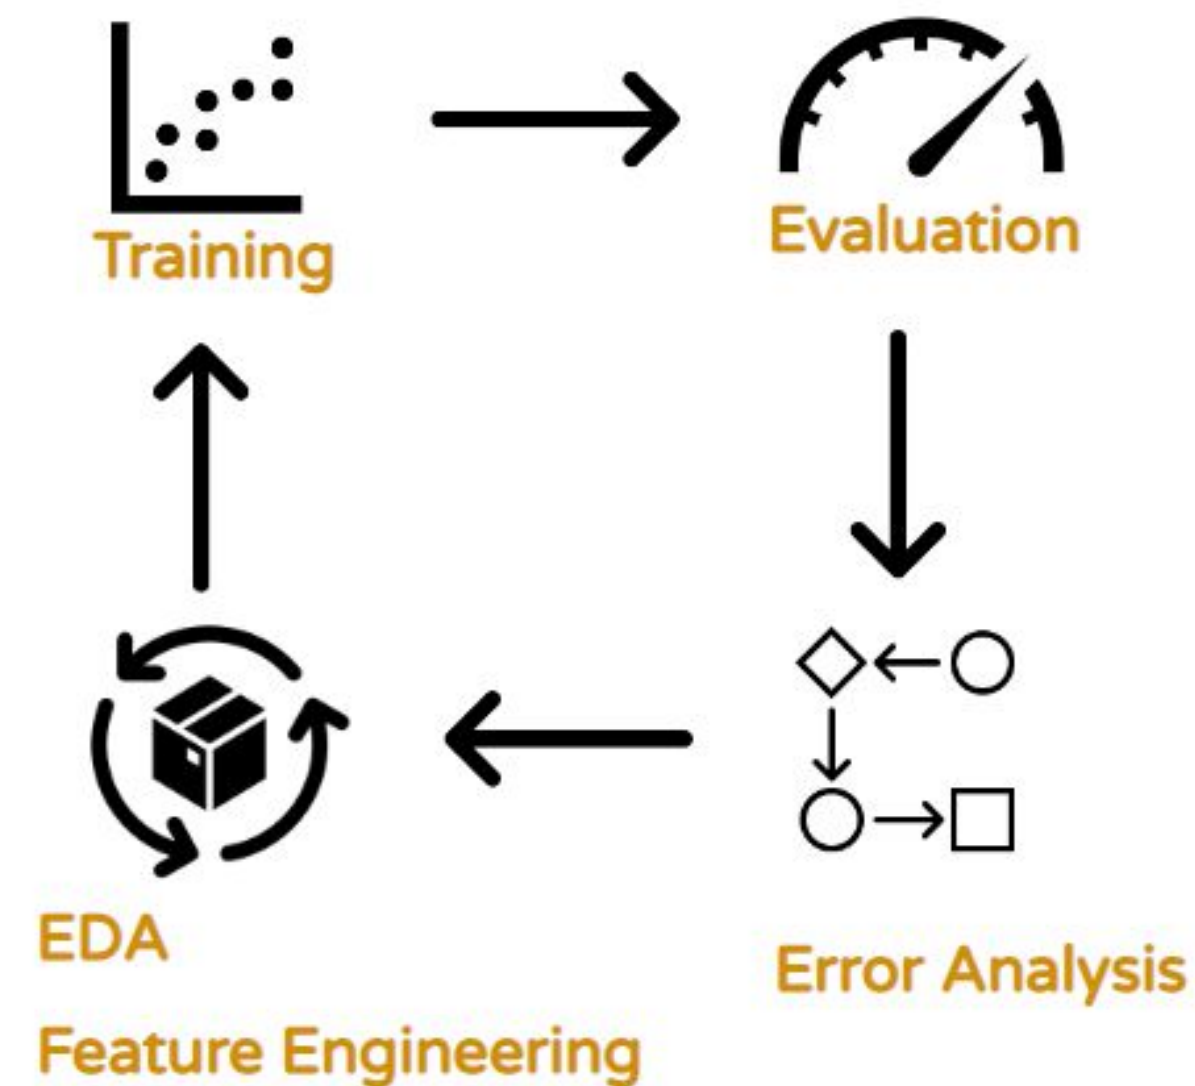 Training
Evaluation
EDA
Feature Engineering
Error Analysis